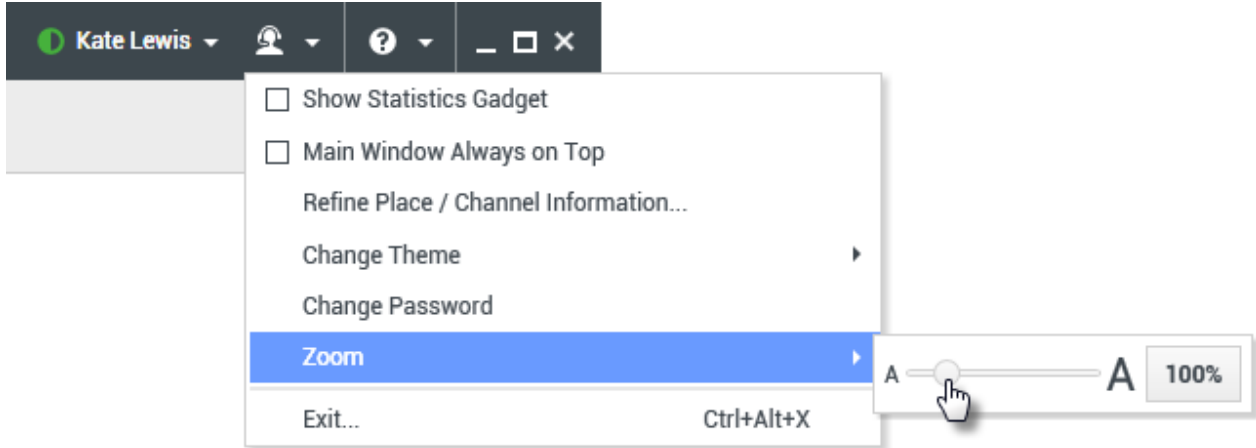 Kate Lewis
Show Statistics Gadget
Main Window Always on Top
Refine Place / Channel Information...
Change Theme
Change Password
Zoom
A A 100%
Exit... Ctrl+Alt+X